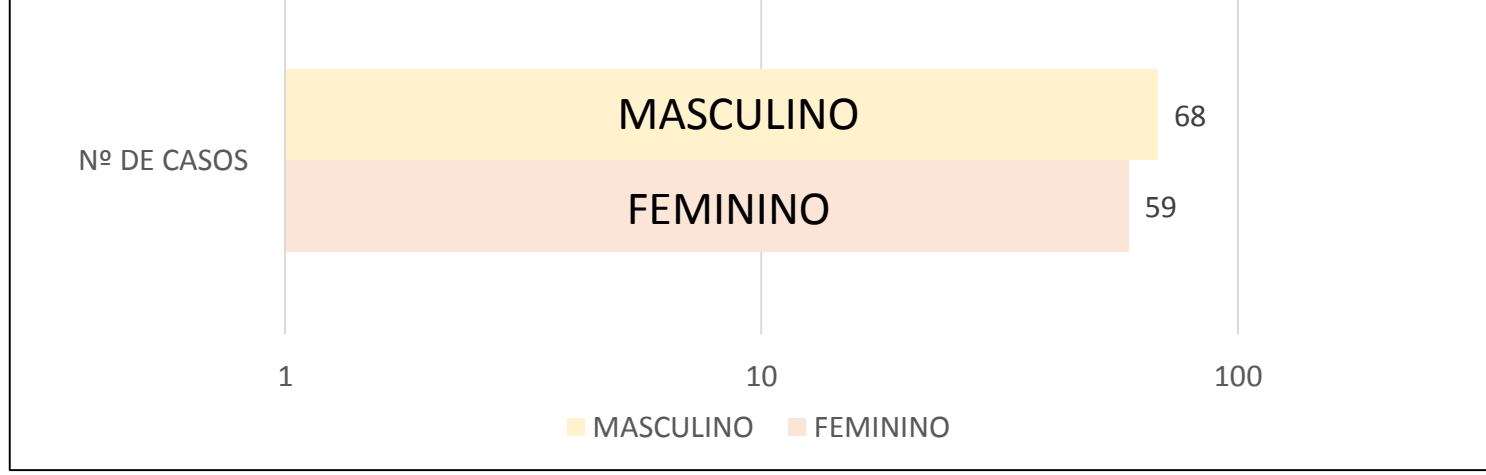 MASCULINO
68
Nº DE CASOS
FEMININO
59
1 10 100
MASCULINO FEMININO